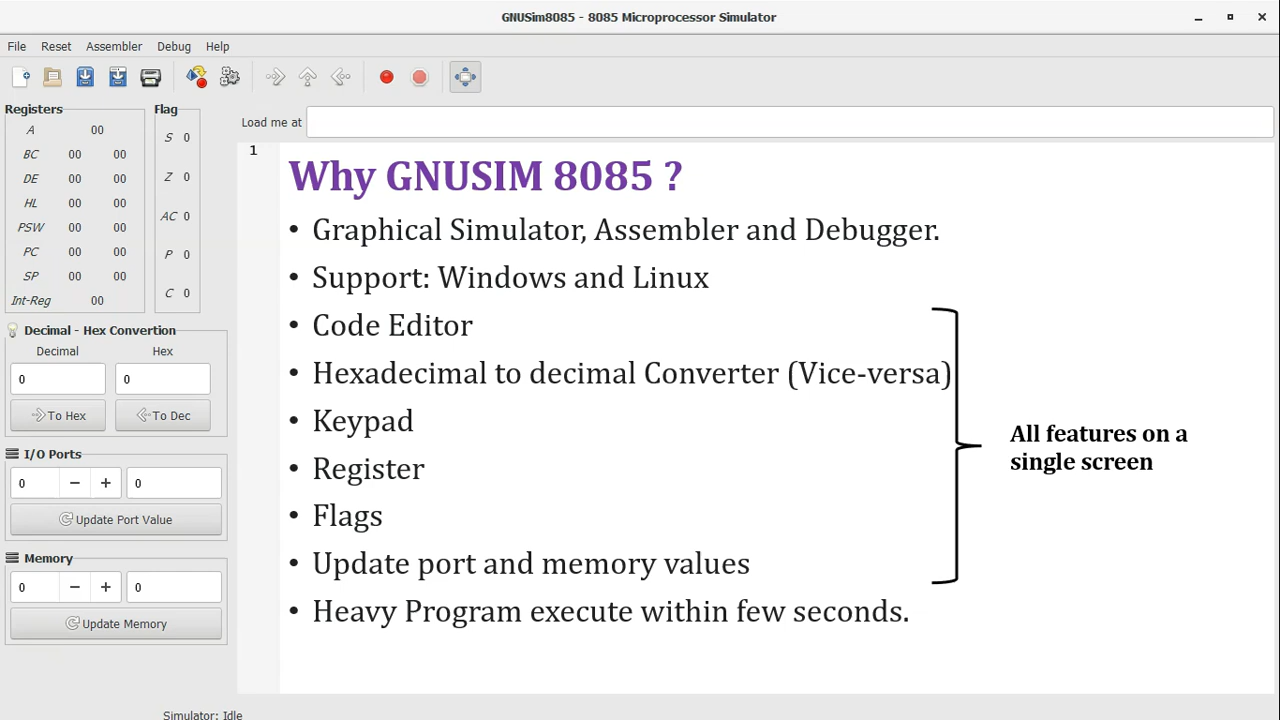 GNUSim8085 - 8085 Microprocessor Simulator
File Reset Assembler Debug Help
Registers
A 00
BC 00 00
DE 00 00
HL 00 00
PSW 00 00
PC 00 00
SP 00 00
Int-Reg 00
Flag
S 0
Z 0
AC 0
P 0
C 0
Decimal - Hex Convertion
Decimal Hex
0 0
To Hex To Dec
I/O Ports
0 − + 0
Update Port Value
Memory
0 − + 0
Update Memory
Load me at
1
Why GNUSIM 8085 ?
• Graphical Simulator, Assembler and Debugger.
• Support: Windows and Linux
• Code Editor
• Hexadecimal to decimal Converter (Vice-versa)
• Keypad
• Register
• Flags
• Update port and memory values
• Heavy Program execute within few seconds.
All features on a
single screen
Simulator: Idle